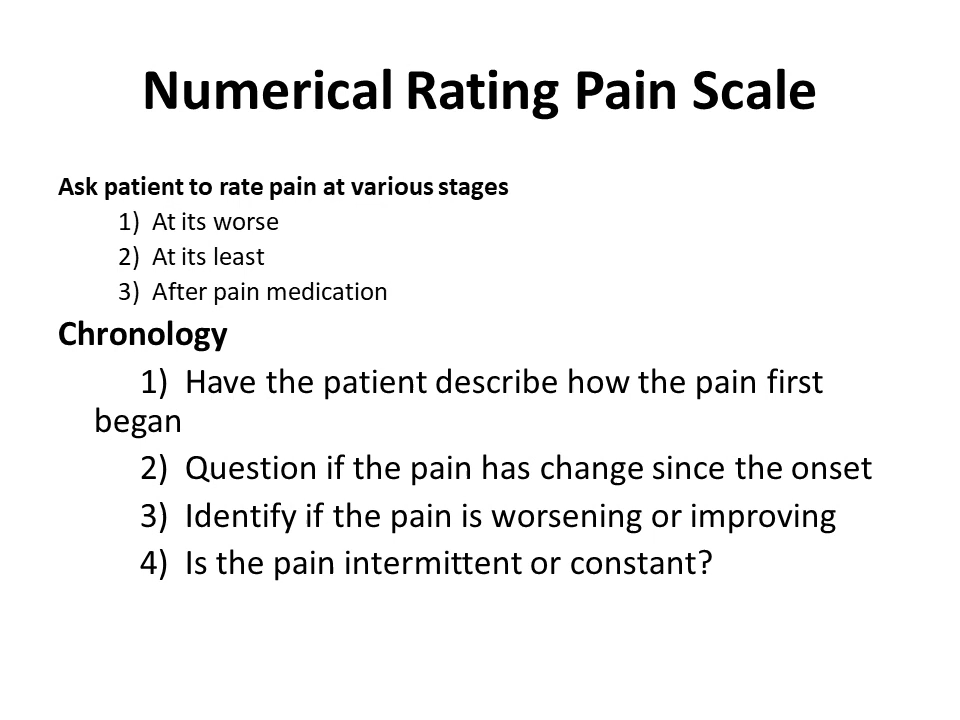 Numerical Rating Pain Scale
Ask patient to rate pain at various stages
1) At its worse
2) At its least
3) After pain medication
Chronology
1) Have the patient describe how the pain first
began
2) Question if the pain has change since the onset
3) Identify if the pain is worsening or improving
4) Is the pain intermittent or constant?